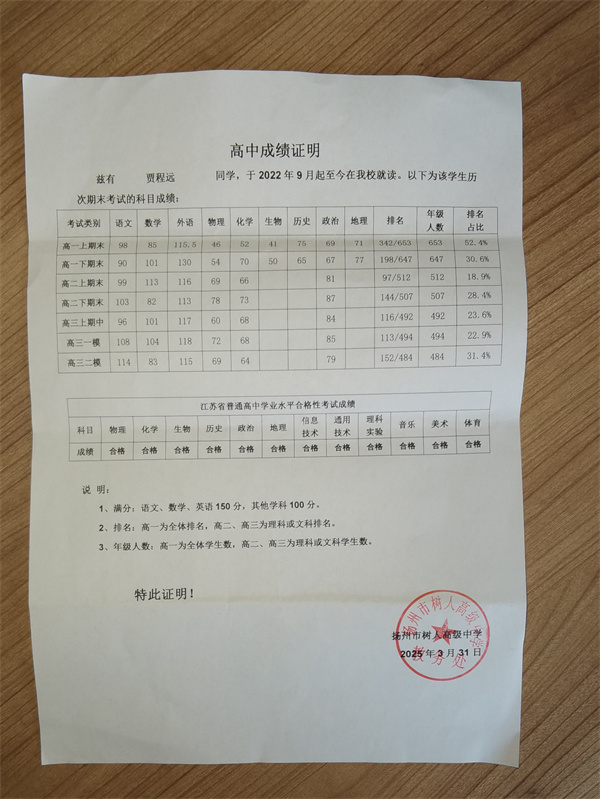 高中成绩证明
兹有 贾程远 同学，于 2022 年 9 月起至今在我校就读。以下为该学生历
次期末考试的科目成绩：
考试类别 语文 数学 外语 物理 化学 生物 历史 政治 地理 排名 年级人数 排名占比
高一上期末 98 85 115.5 46 52 41 75 69 71 342/653 653 52.4%
高一下期末 90 101 130 54 70 50 65 67 77 198/647 647 30.6%
高二上期末 99 113 116 69 66 81 97/512 512 18.9%
高二下期末 103 82 113 78 73 87 144/507 507 28.4%
高三上期中 96 101 117 60 68 84 116/492 492 23.6%
高三一模 108 104 118 72 68 85 113/494 494 22.9%
高三二模 114 83 115 69 64 79 152/484 484 31.4%
江苏省普通高中学业水平合格性考试成绩
科目 物理 化学 生物 历史 政治 地理 信息技术 通用技术 理科实验 音乐 美术 体育
成绩 合格 合格 合格 合格 合格 合格 合格 合格 合格 合格 合格 合格
说 明：
1、满分：语文、数学、英语 150 分，其他学科 100 分。
2、排名：高一为全体排名，高二、高三为理科或文科排名。
3、年级人数：高一为全体学生数，高二、高三为理科或文科学生数。
特此证明！
扬州市树人高级中学
2025 年 3 月 31 日
扬州市树人高级中学
教务处